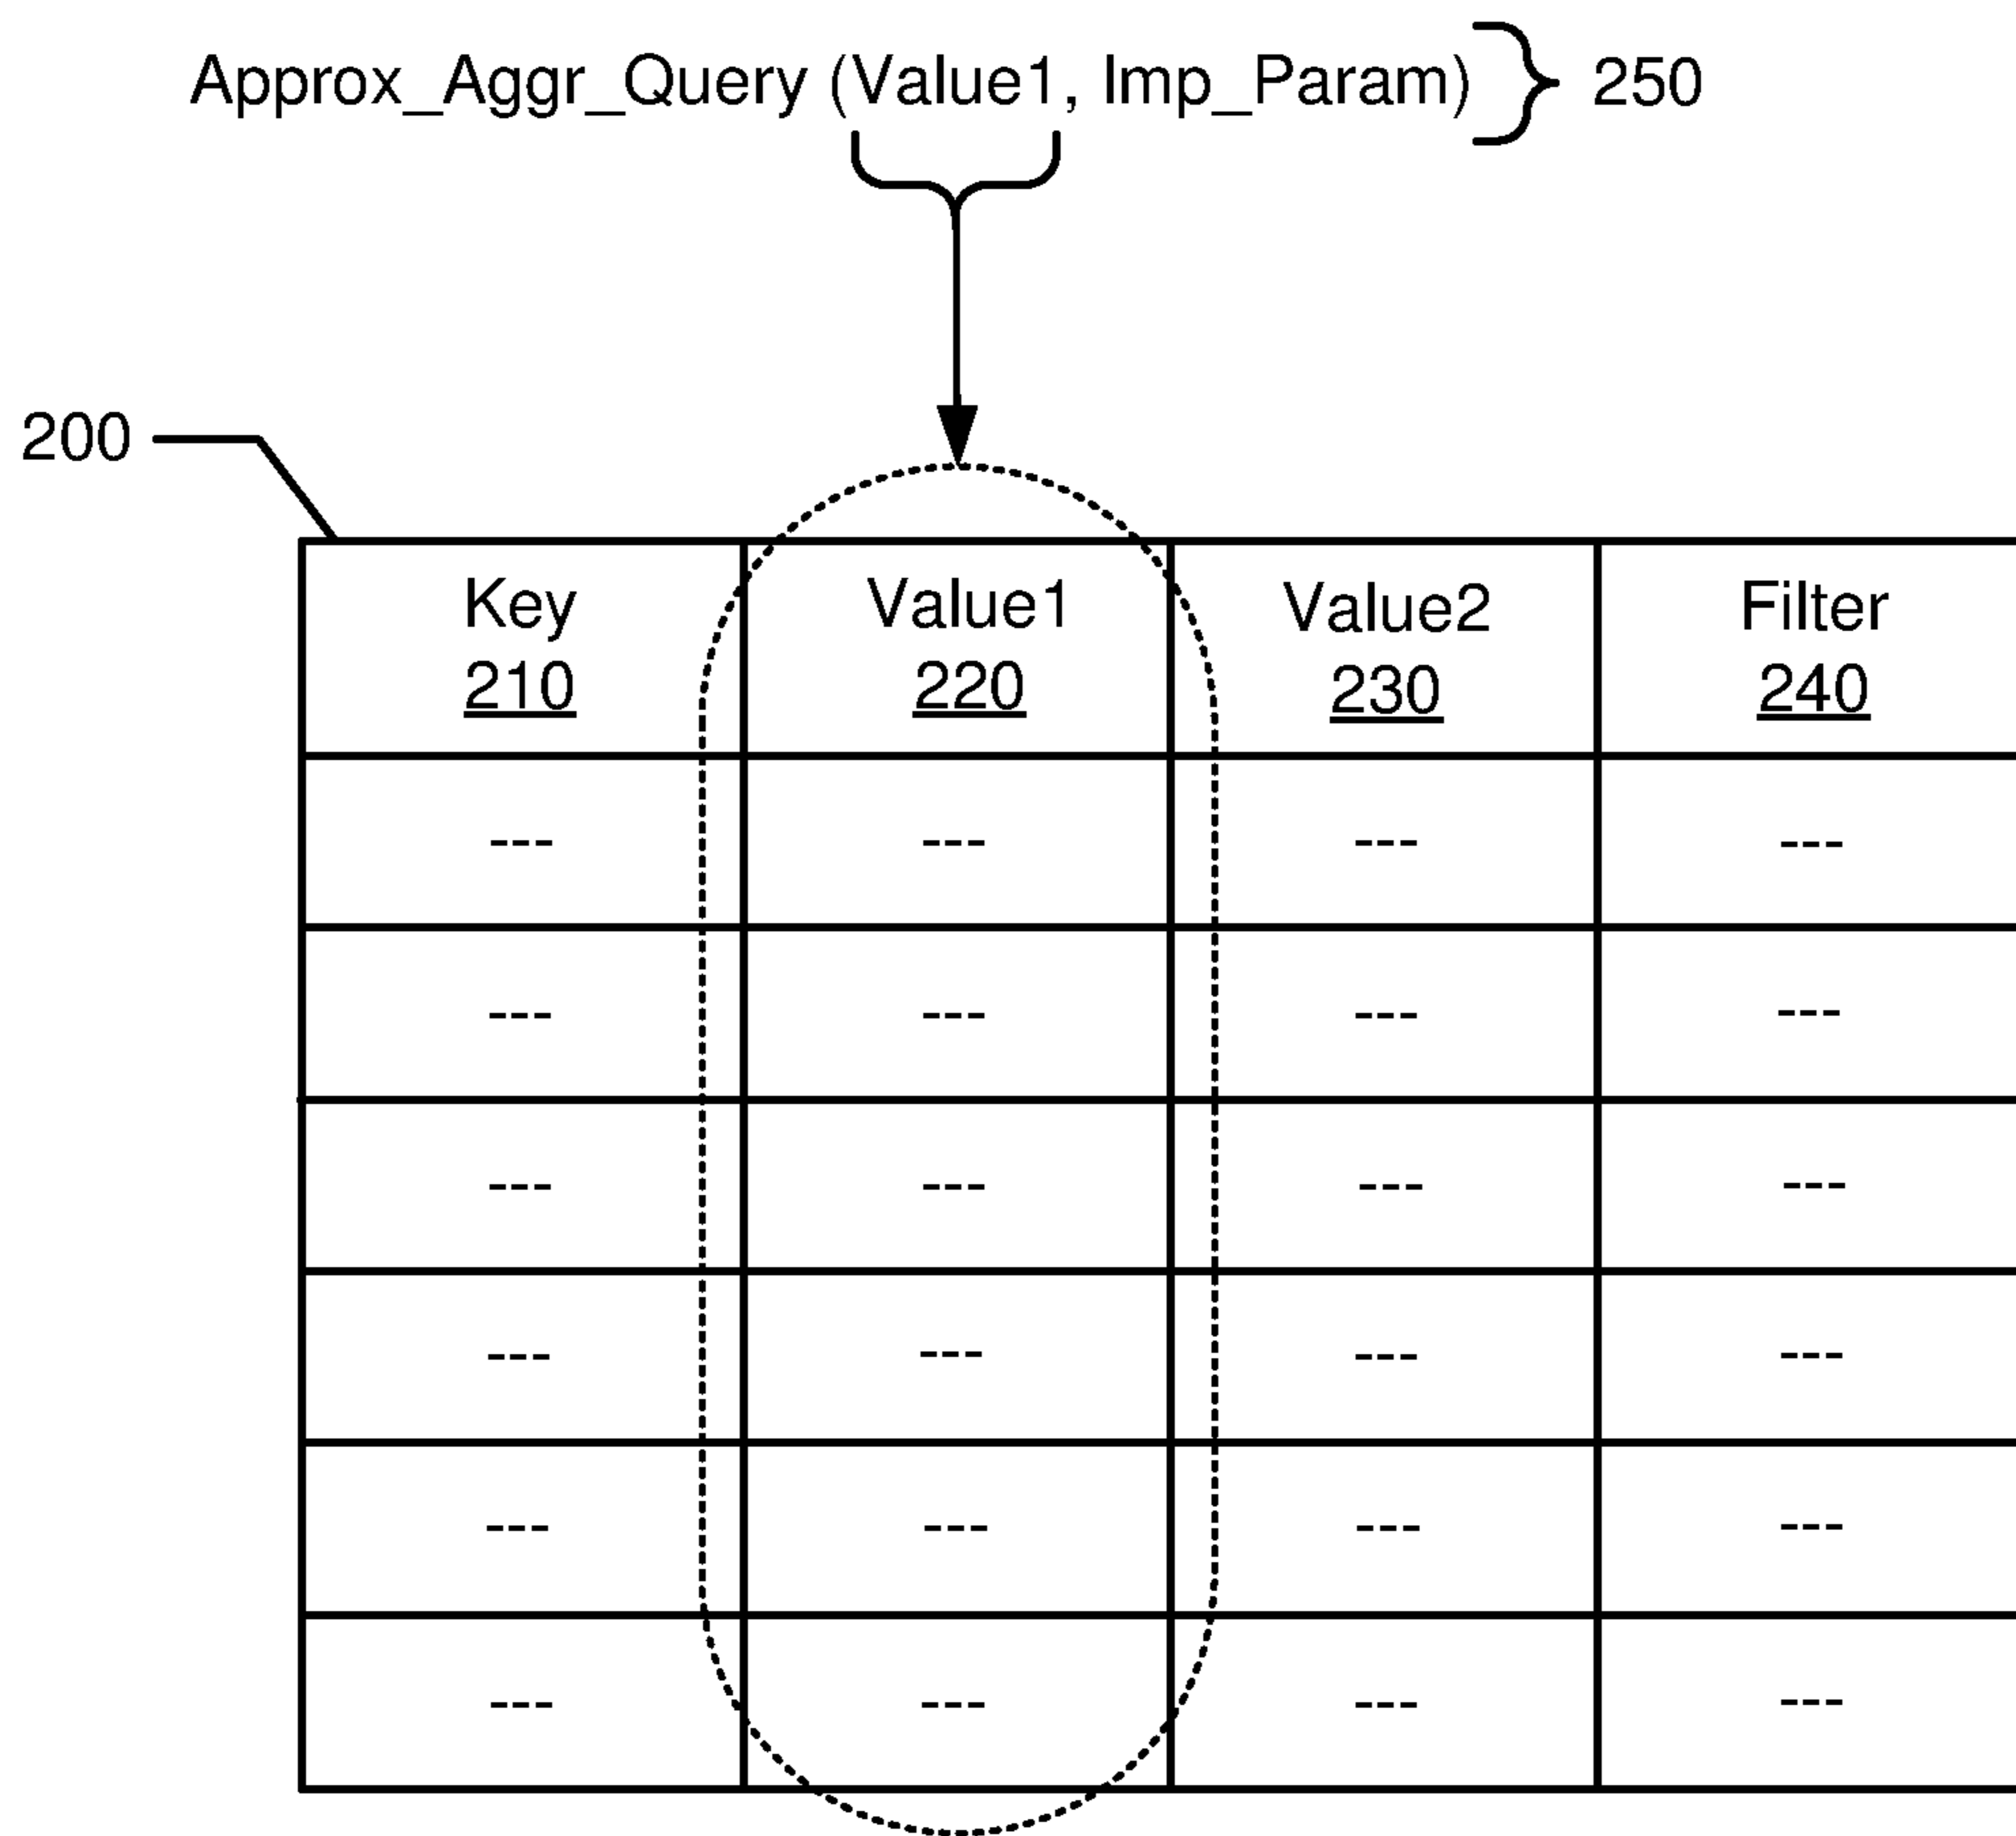 Approx_Aggr_Query (Value1, Imp_Param) 250
200
Key Value1 Value2 Filter
210 220 230 240
--- --- --- ---
--- --- --- ---
--- --- --- ---
--- --- --- ---
--- --- --- ---
--- --- --- ---